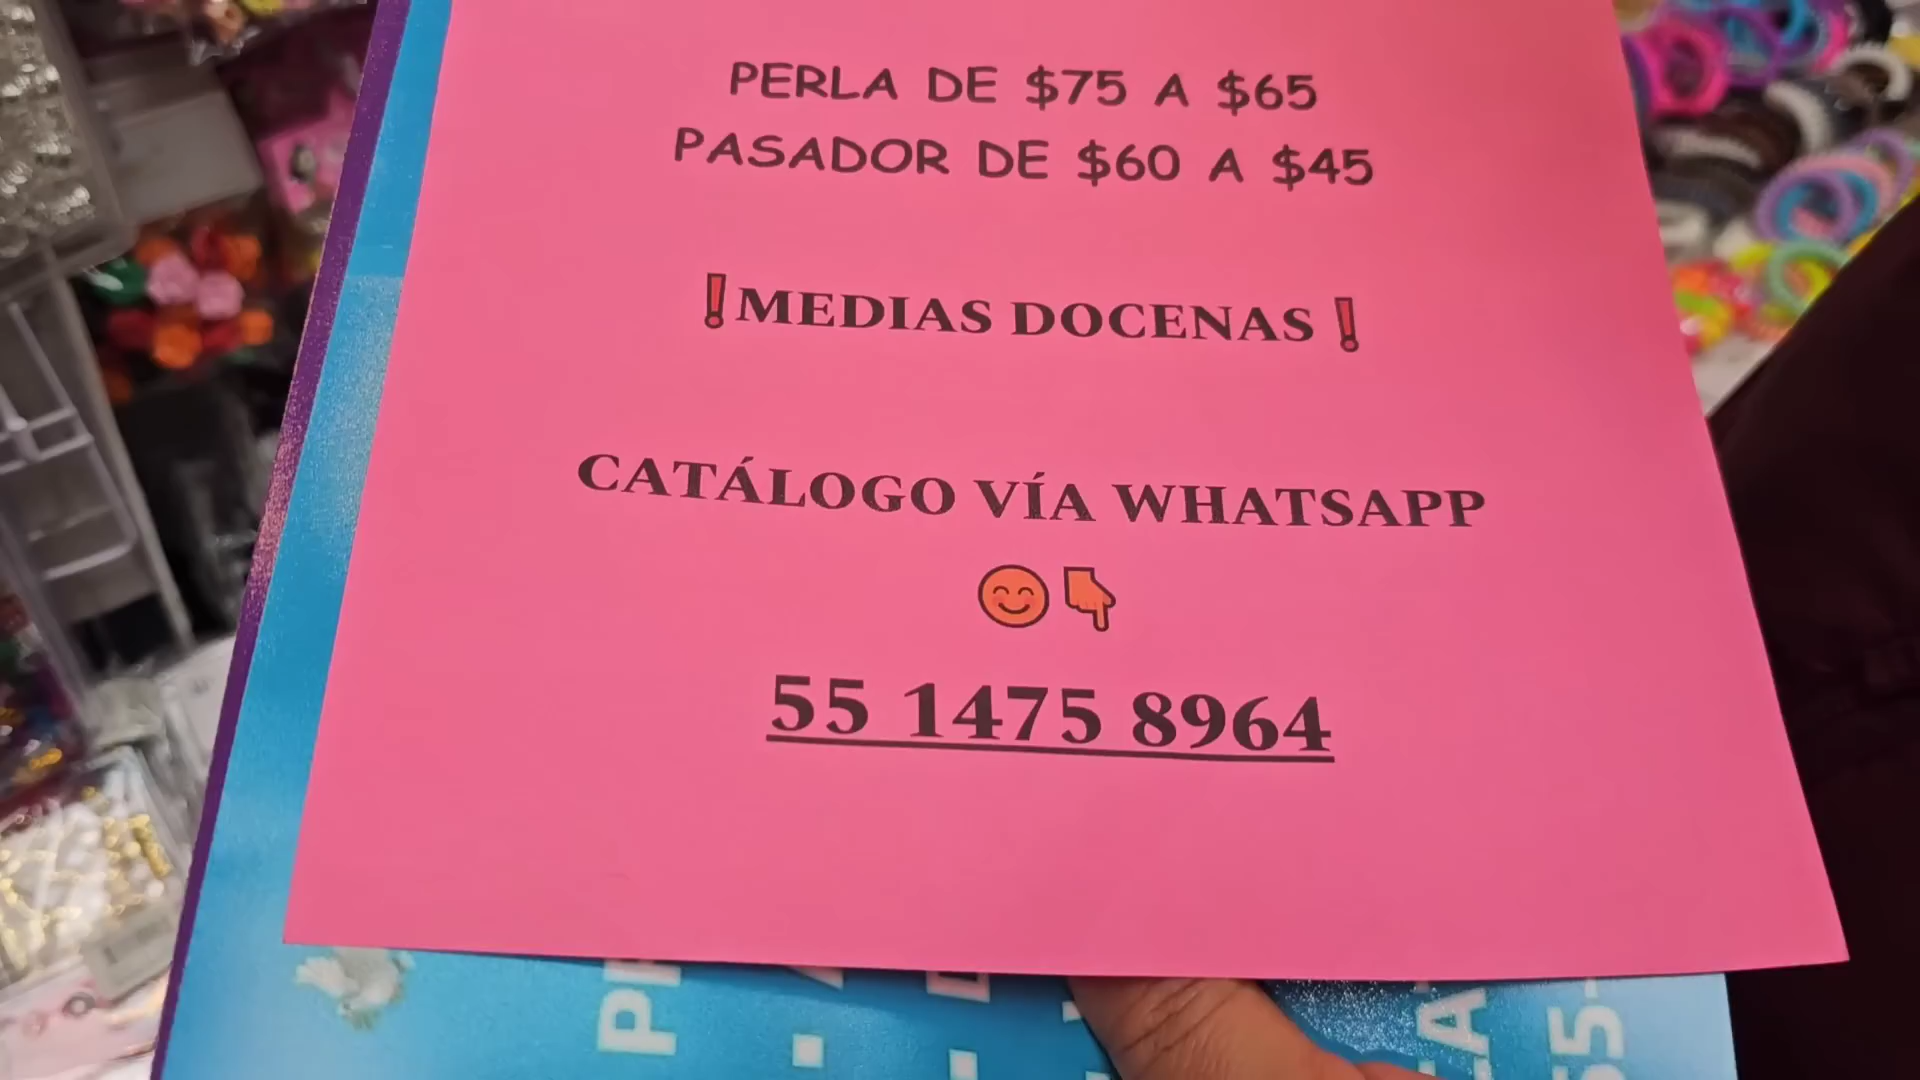 PERLA DE $75 A $65
PASADOR DE $60 A $45
❗MEDIAS DOCENAS❗
CATÁLOGO VÍA WHATSAPP
😊👇
55 1475 8964